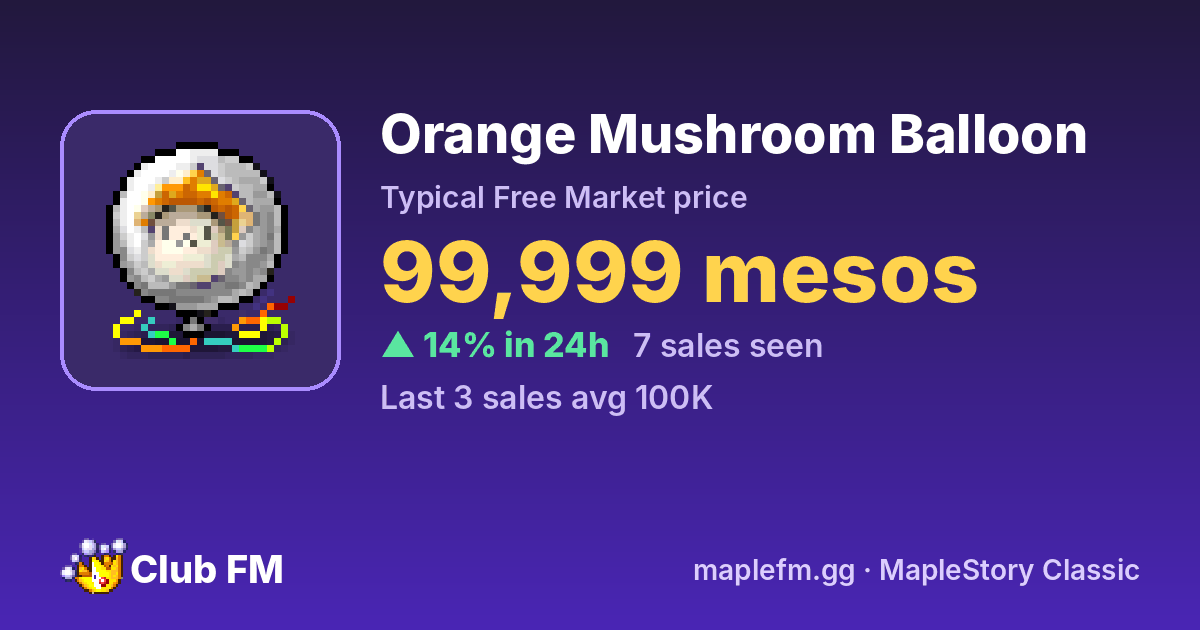 Orange Mushroom Balloon
Typical Free Market price
99,999 mesos
▲ 14% in 24h 7 sales seen
Last 3 sales avg 100K
Club FM
maplefm.gg · MapleStory Classic